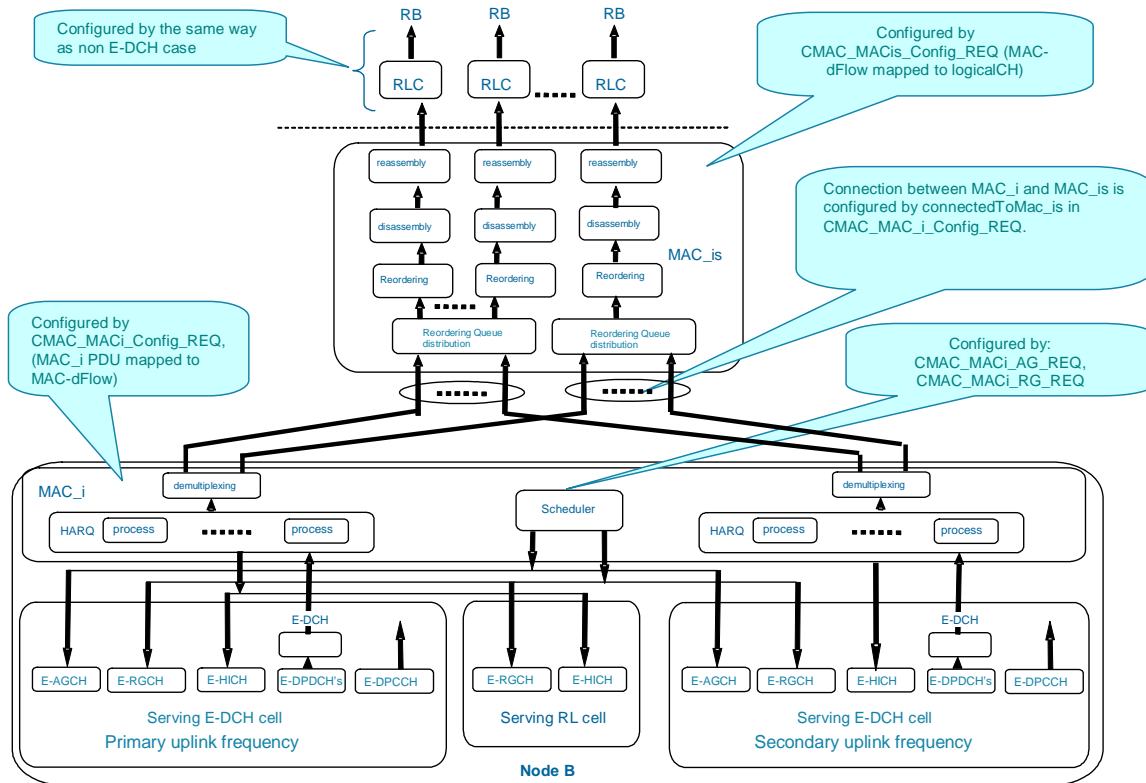 Configured by the same way
as non E-DCH case
RB
RB
RB
RLC
RLC
RLC
Configured by
CMAC_MACis_Config_REQ (MAC-
dFlow mapped to logicalCH)
reassembly
reassembly
reassembly
disassembly
disassembly
disassembly
MAC_is
Reordering
Reordering
Reordering
Reordering Queue
distribution
Reordering Queue
distribution
Connection between MAC_i and MAC_is is
configured by connectedToMac_is in
CMAC_MAC_i_Config_REQ.
Configured by
CMAC_MACi_Config_REQ,
(MAC_i PDU mapped to
MAC-dFlow)
Configured by:
CMAC_MACi_AG_REQ,
CMAC_MACi_RG_REQ
MAC_i
demultiplexing
demultiplexing
Scheduler
HARQ
process
process
HARQ
process
process
E-DCH
E-DCH
E-AGCH
E-RGCH
E-HICH
E-DPDCH's
E-DPCCH
E-RGCH
E-HICH
E-AGCH
E-RGCH
E-HICH
E-DPDCH's
E-DPCCH
Serving E-DCH cell
Primary uplink frequency
Serving RL cell
Serving E-DCH cell
Secondary uplink frequency
Node B